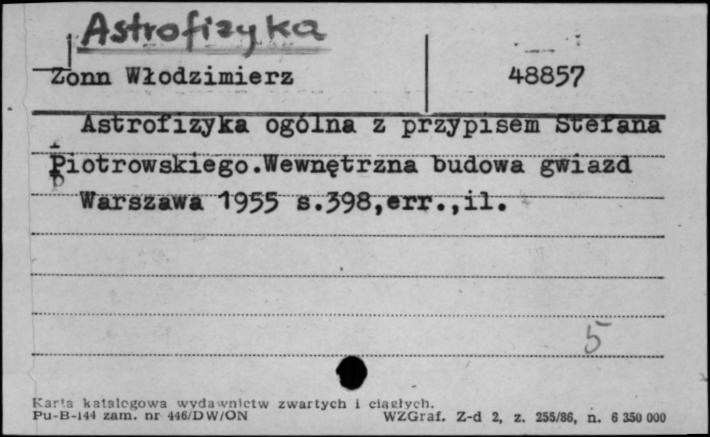 Astrofizyka
Zonn Włodzimierz 48857
Astrofizyka ogólna z przypisem Stefana
Piotrowskiego.Wewnętrzna budowa gwiazd
Warszawa 1955 s.398,err.,il.
5
Karta katalogowa wydawnictw zwartych i ciągłych.
Pu-B-144 zam. nr 446/DW/ON WZGraf. Z-d 2, z. 255/86, n. 6 350 000